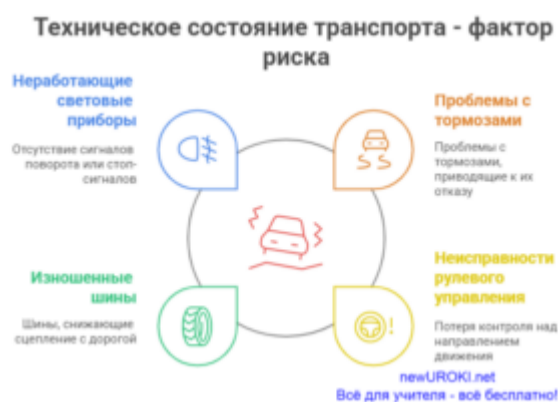 Техническое состояние транспорта - фактор
риска
Неработающие
световые
приборы
Отсутствие сигналов
поворота или стоп-
сигналов
Проблемы с
тормозами
Проблемы с
тормозами,
приводящие к их
отказу
Изношенные
шины
Шины, снижающие
сцепление с дорогой
Неисправности
рулевого
управления
Потеря контроля над
направлением
движения
newUROKI.net
Всё для учителя - всё бесплатно!